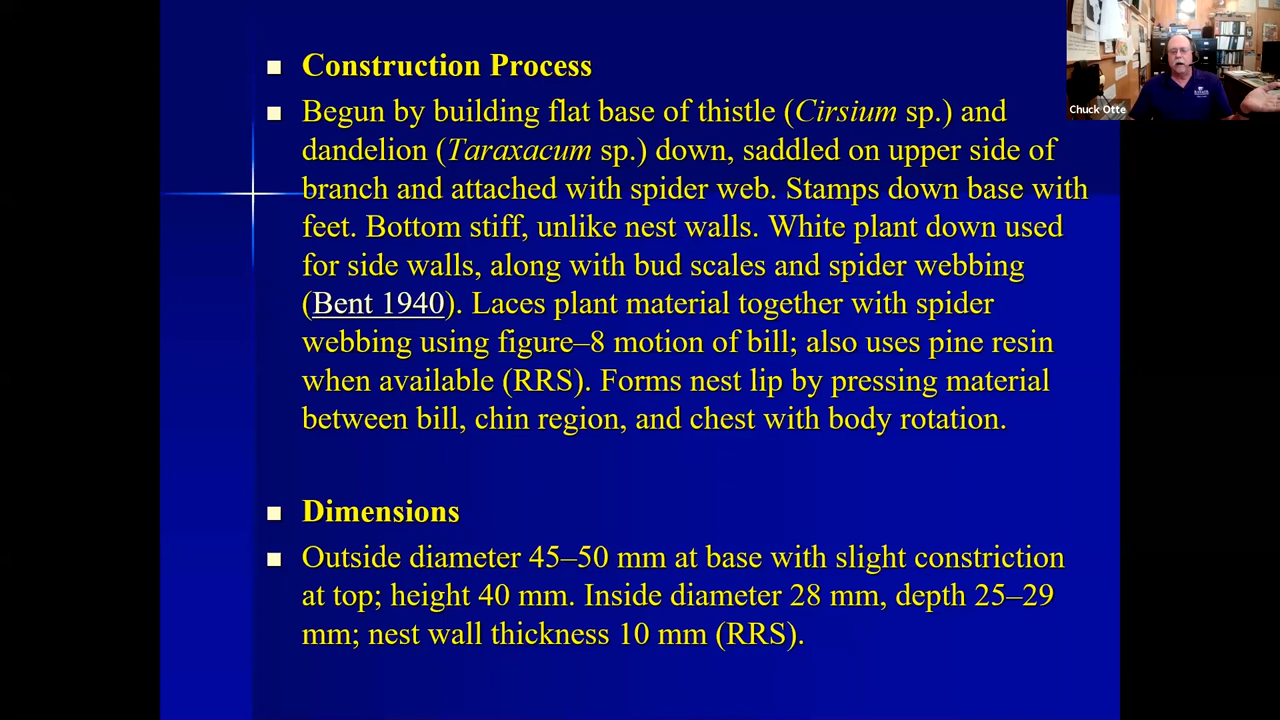 Construction Process
Begun by building flat base of thistle (Cirsium sp.) and
dandelion (Taraxacum sp.) down, saddled on upper side of
branch and attached with spider web. Stamps down base with
feet. Bottom stiff, unlike nest walls. White plant down used
for side walls, along with bud scales and spider webbing
(Bent 1940). Laces plant material together with spider
webbing using figure–8 motion of bill; also uses pine resin
when available (RRS). Forms nest lip by pressing material
between bill, chin region, and chest with body rotation.
Dimensions
Outside diameter 45–50 mm at base with slight constriction
at top; height 40 mm. Inside diameter 28 mm, depth 25–29
mm; nest wall thickness 10 mm (RRS).
Chuck Otte